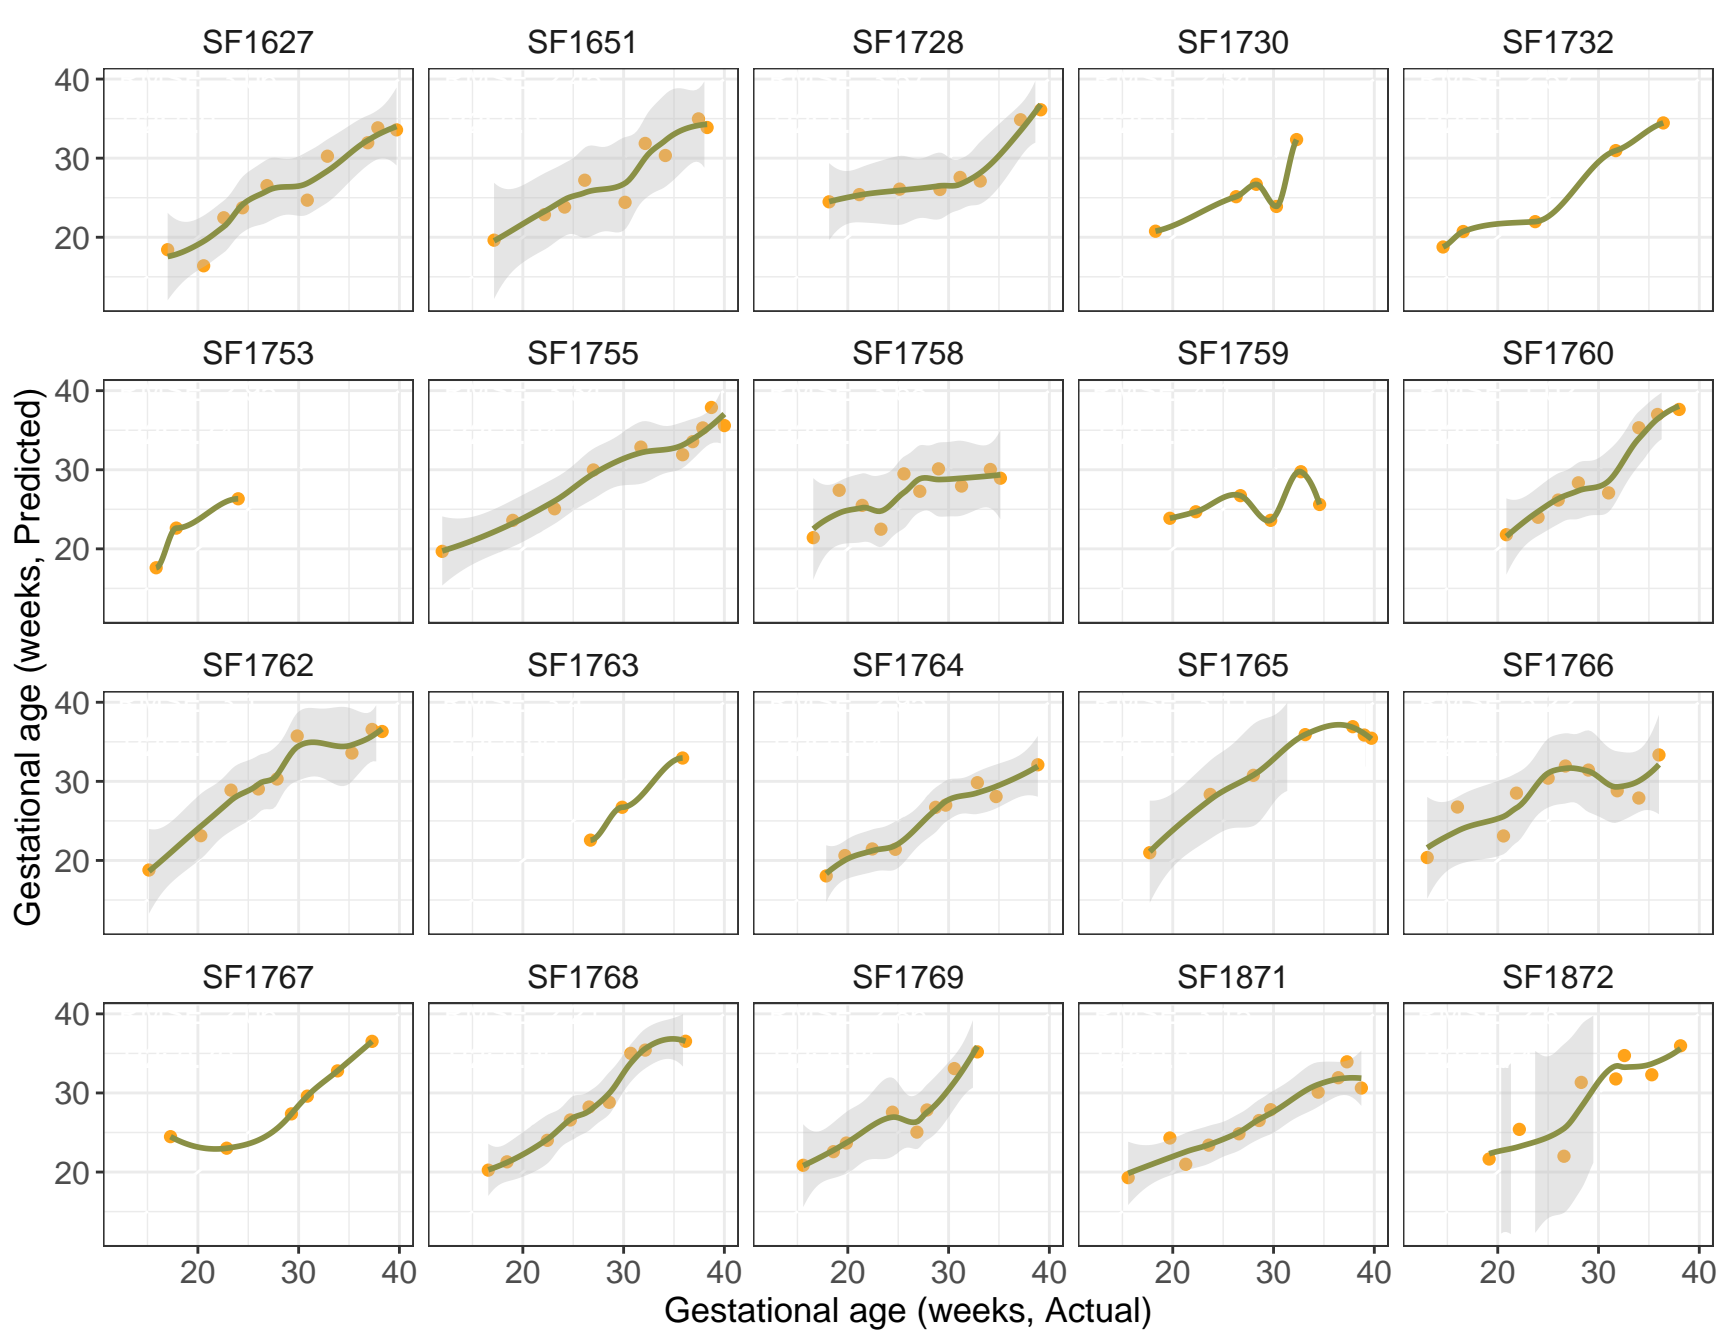 SF1627 SF1651 SF1728 SF1730 SF1732
40
30
20
SF1753 SF1755 SF1758 SF1759 SF1760
40
30
20
SF1762 SF1763 SF1764 SF1765 SF1766
40
30
20
SF1767 SF1768 SF1769 SF1871 SF1872
40
30
20
20 30 40 20 30 40 20 30 40 20 30 40 20 30 40
Gestational age (weeks, Actual)
Gestational age (weeks, Predicted)